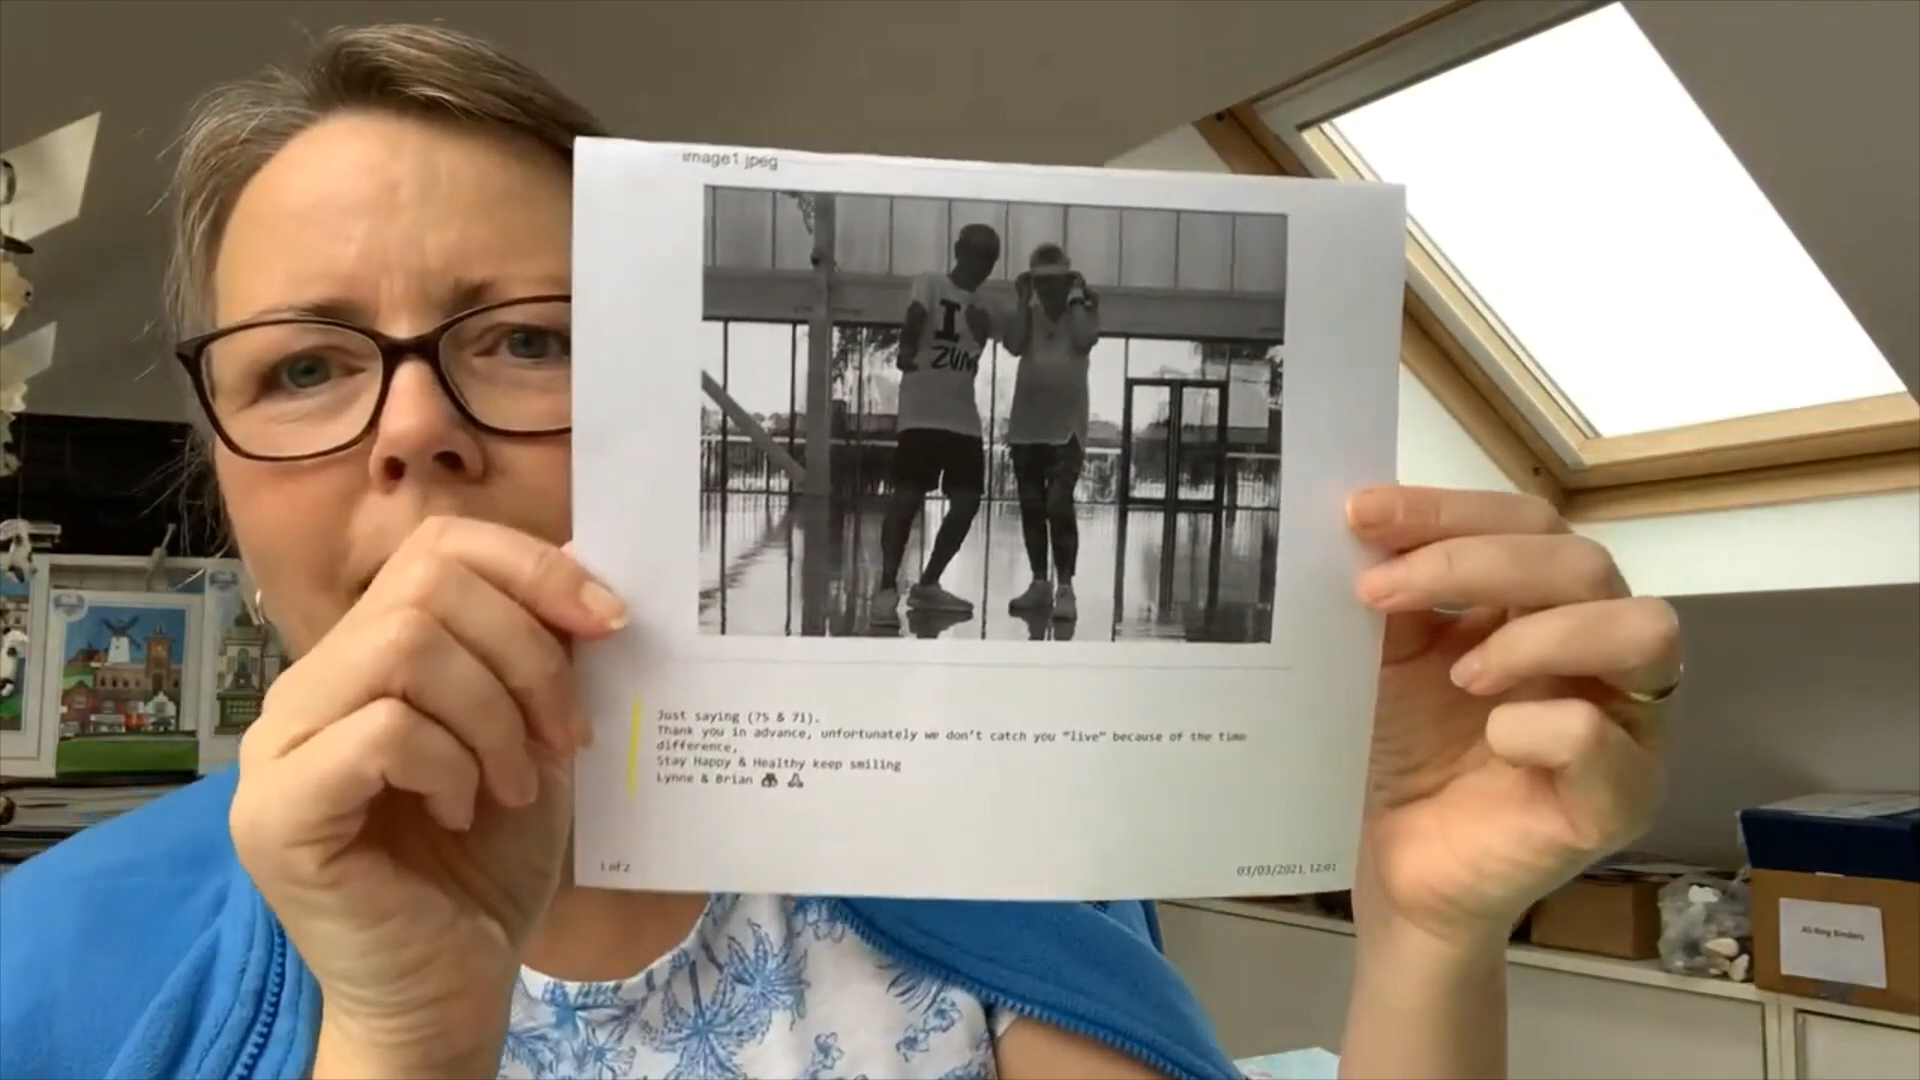 image1.jpeg
I
ZUM
Just saying (75 & 71).
Thank you in advance, unfortunately we don't catch you "live" because of the time
difference,
Stay Happy & Healthy keep smiling
Lynne & Brian
1 of 2
03/03/2021, 12:01
A5 Ring Binders